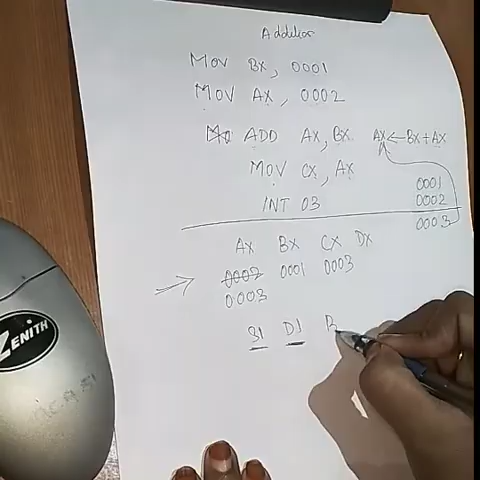 Addition
MOV BX, 0001
MOV AX, 0002
ADD AX, BX AX ← BX + AX
MOV CX, AX
0001
INT 03
0002
0003
AX BX CX DX
0002 0001 0003
0003
SI DI B
ZENITH